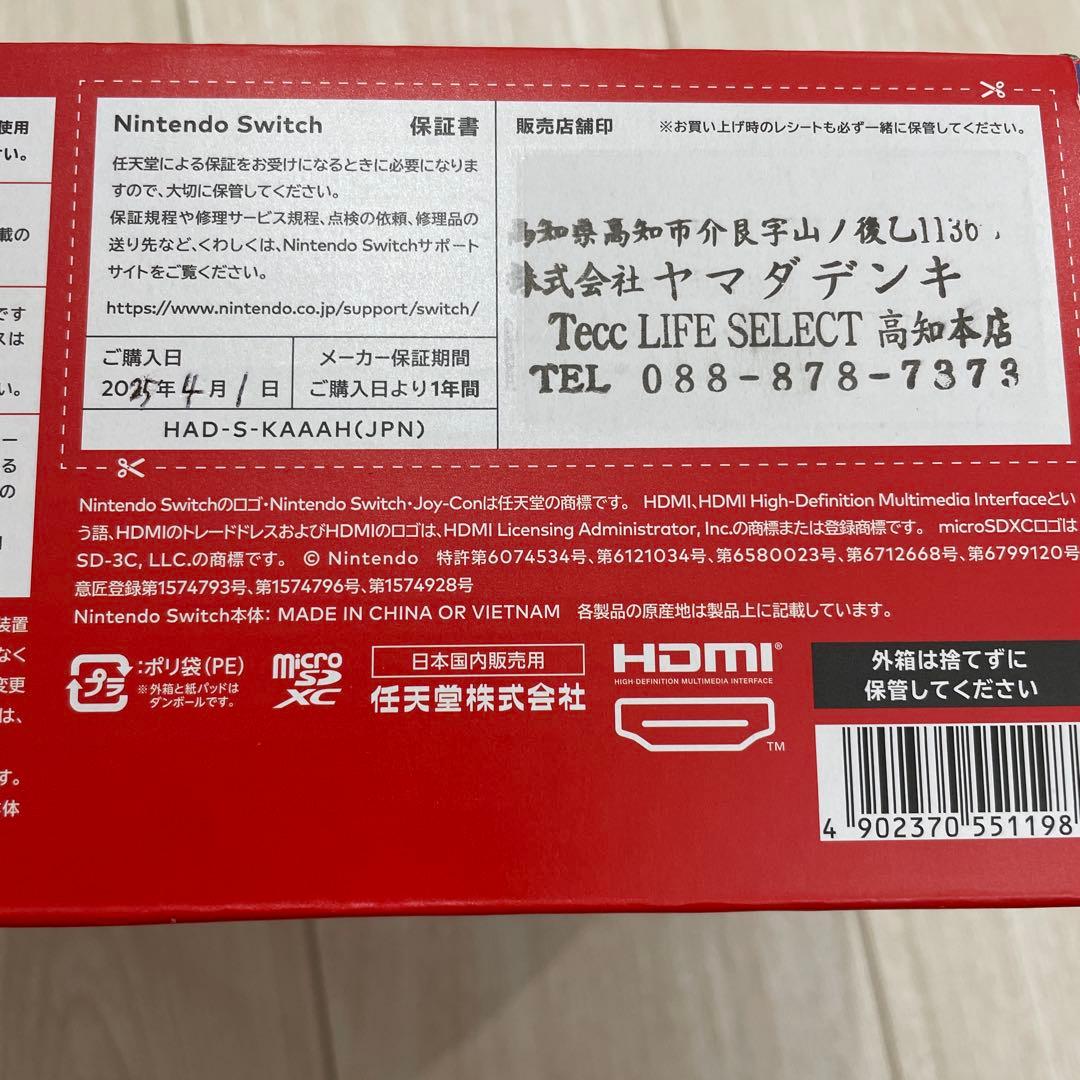 使用
い。
載の
です
スは
い。
ー
る
の
装置
なく
変更
は、
す。
体
Nintendo Switch 保証書
任天堂による保証をお受けになるときに必要になりま
すので、大切に保管してください。
保証規程や修理サービス規程、点検の依頼、修理品の
送り先など、くわしくは、Nintendo Switchサポート
サイトをご覧ください。
https://www.nintendo.co.jp/support/switch/
ご購入日
2025年4月1日
メーカー保証期間
ご購入日より1年間
HAD-S-KAAAH(JPN)
販売店舗印 ※お買い上げ時のレシートも必ず一緒に保管してください。
高知県高知市介良字山ノ後乙1136
株式会社 ヤマダデンキ
Tecc LIFE SELECT 高知本店
TEL 088-878-7373
Nintendo Switchのロゴ・Nintendo Switch・Joy-Conは任天堂の商標です。 HDMI、HDMI High-Definition Multimedia Interfaceとい
う語、HDMIのトレードドレスおよびHDMIのロゴは、HDMI Licensing Administrator, Inc.の商標または登録商標です。 microSDXCロゴは
SD-3C, LLC.の商標です。 © Nintendo 特許第6074534号、第6121034号、第6580023号、第6712668号、第6799120号
意匠登録第1574793号、第1574796号、第1574928号
Nintendo Switch本体: MADE IN CHINA OR VIETNAM 各製品の原産地は製品上に記載しています。
プラ
:ポリ袋(PE)
※外箱と紙パッドは
ダンボールです。
micro
SD
XC
日本国内販売用
任天堂株式会社
HDMI®
HIGH-DEFINITION MULTIMEDIA INTERFACE
TM
外箱は捨てずに
保管してください
4 902370 551198